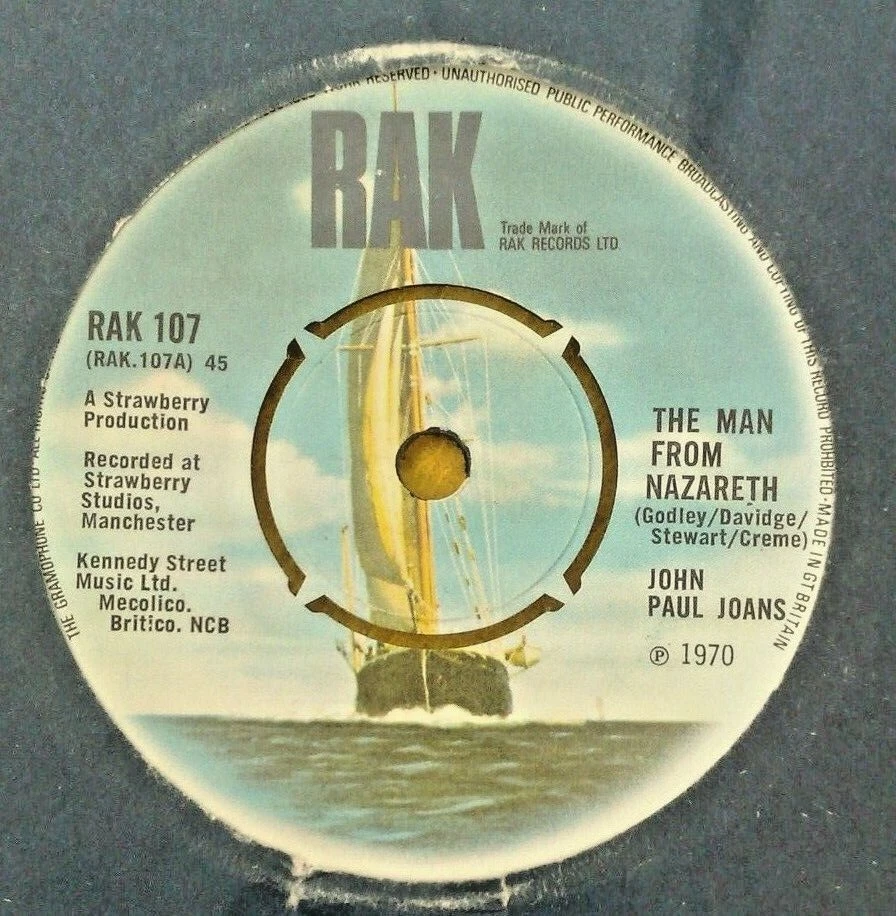 WORK RESERVED · UNAUTHORISED PUBLIC PERFORMANCE BROADCASTING AND COPYING OF THIS RECORD PROHIBITED-MADE IN GT BRITAIN
RAK
Trade Mark of
RAK RECORDS LTD
RAK 107
(RAK.107A) 45
A Strawberry
Production
Recorded at
Strawberry
Studios,
Manchester
Kennedy Street
Music Ltd.
Mecolico.
Britico. NCB
THE MAN
FROM
NAZARETH
(Godley/Davidge/
Stewart/Creme)
JOHN
PAUL JOANS
℗ 1970
THE GRAMOPHONE CO LTD · ALL